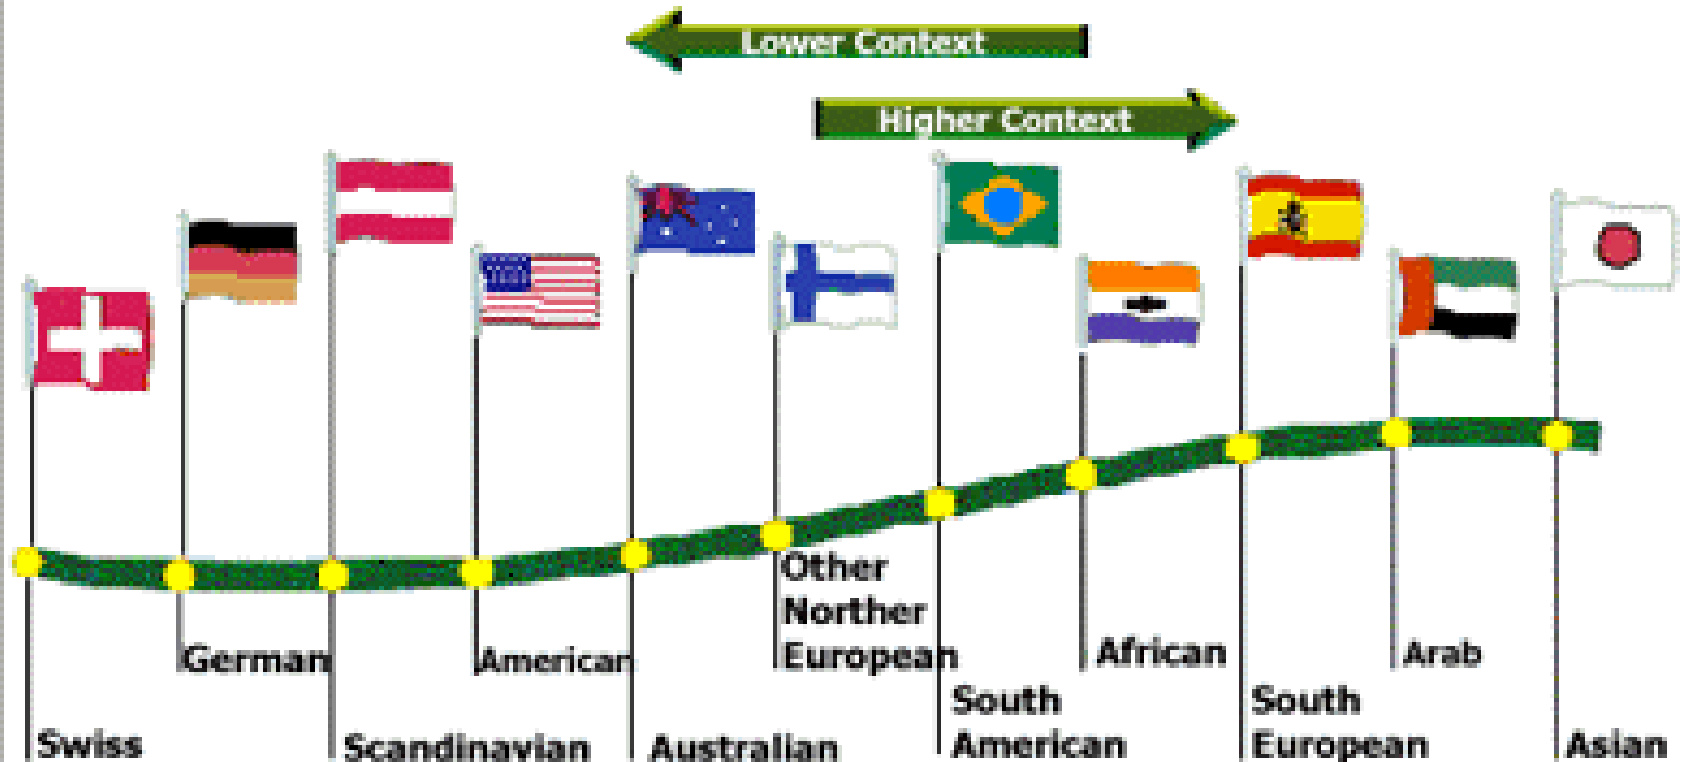 Lower Context
Higher Context
Other
Norther
European
German
American
African
Arab
South
American
South
European
Swiss
Scandinavian
Australian
Asian